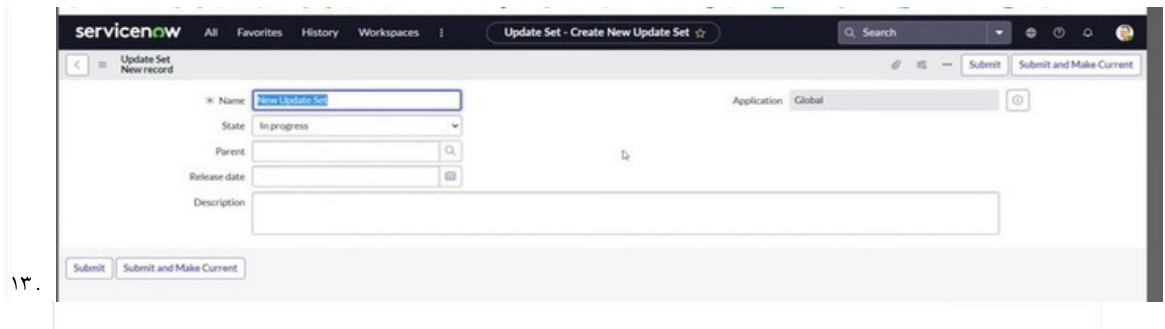 servicenow All Favorites History Workspaces Update Set - Create New Update Set Search
Update Set
New record
Submit Submit and Make Current
* Name New Update Set Application Global
State In progress
Parent
Release date
Description
Submit Submit and Make Current
١٣.